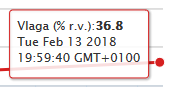 Vlaga (% r.v.):36.8
Tue Feb 13 2018
19:59:40 GMT+0100